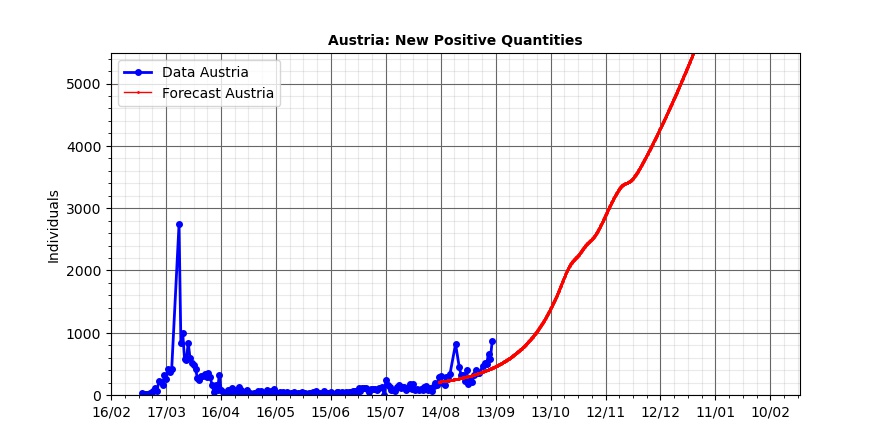 Austria: New Positive Quantities
Data Austria
Forecast Austria
Individuals
5000
4000
3000
2000
1000
0
16/02 17/03 16/04 16/05 15/06 15/07 14/08 13/09 13/10 12/11 12/12 11/01 10/02